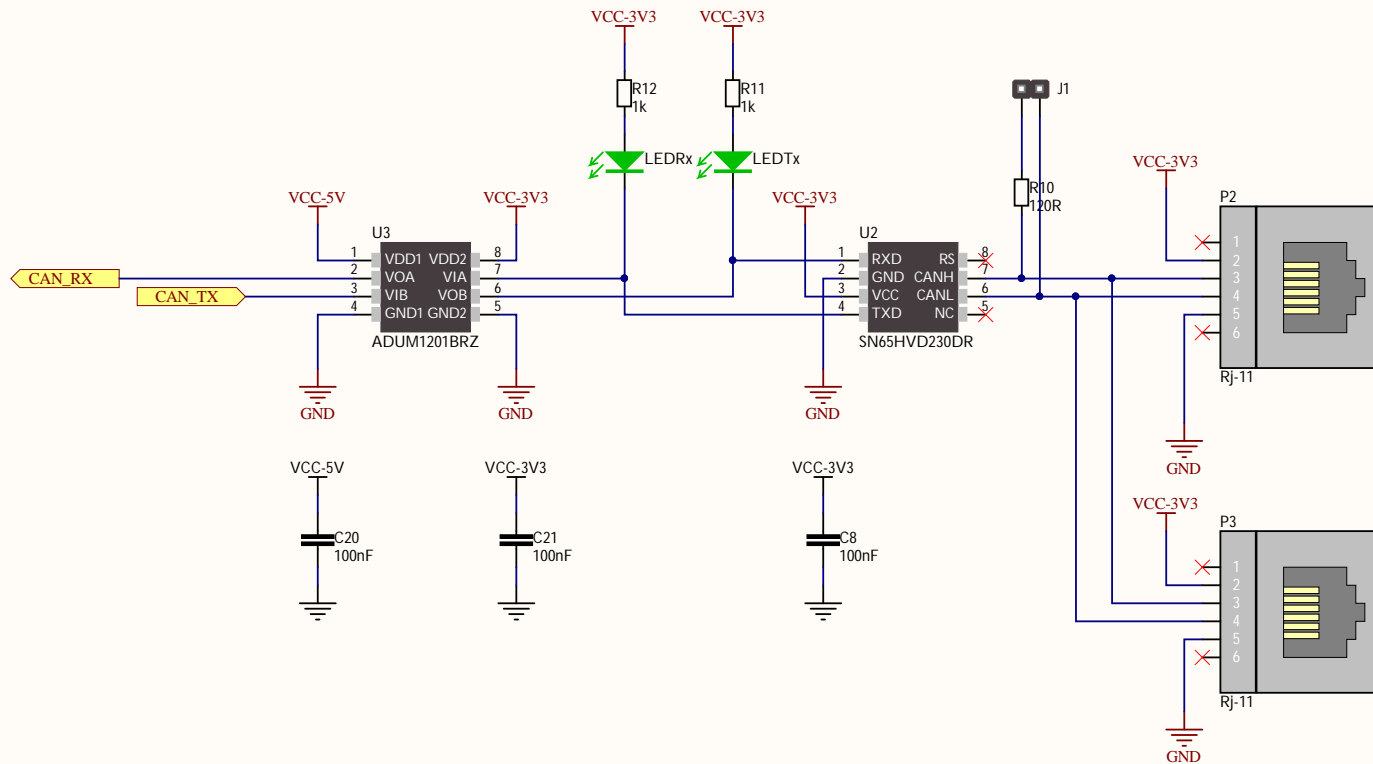 VCC-3V3
VCC-3V3
R12
1k
R11
1k
J1
LEDRx
LEDTx
VCC-3V3
R10
120R
P2
VCC-5V
VCC-3V3
VCC-3V3
U3
U2
1 VDD1 VDD2 8
2 VOA VIA 7
3 VIB VOB 6
4 GND1 GND2 5
ADUM1201BRZ
CAN_RX
CAN_TX
1 RXD RS 8
2 GND CANH 7
3 VCC CANL 6
4 TXD NC 5
SN65HVD230DR
1
2
3
4
5
6
Rj-11
GND
GND
GND
GND
VCC-5V
VCC-3V3
VCC-3V3
C20
100nF
C21
100nF
C8
100nF
VCC-3V3
P3
1
2
3
4
5
6
Rj-11
GND